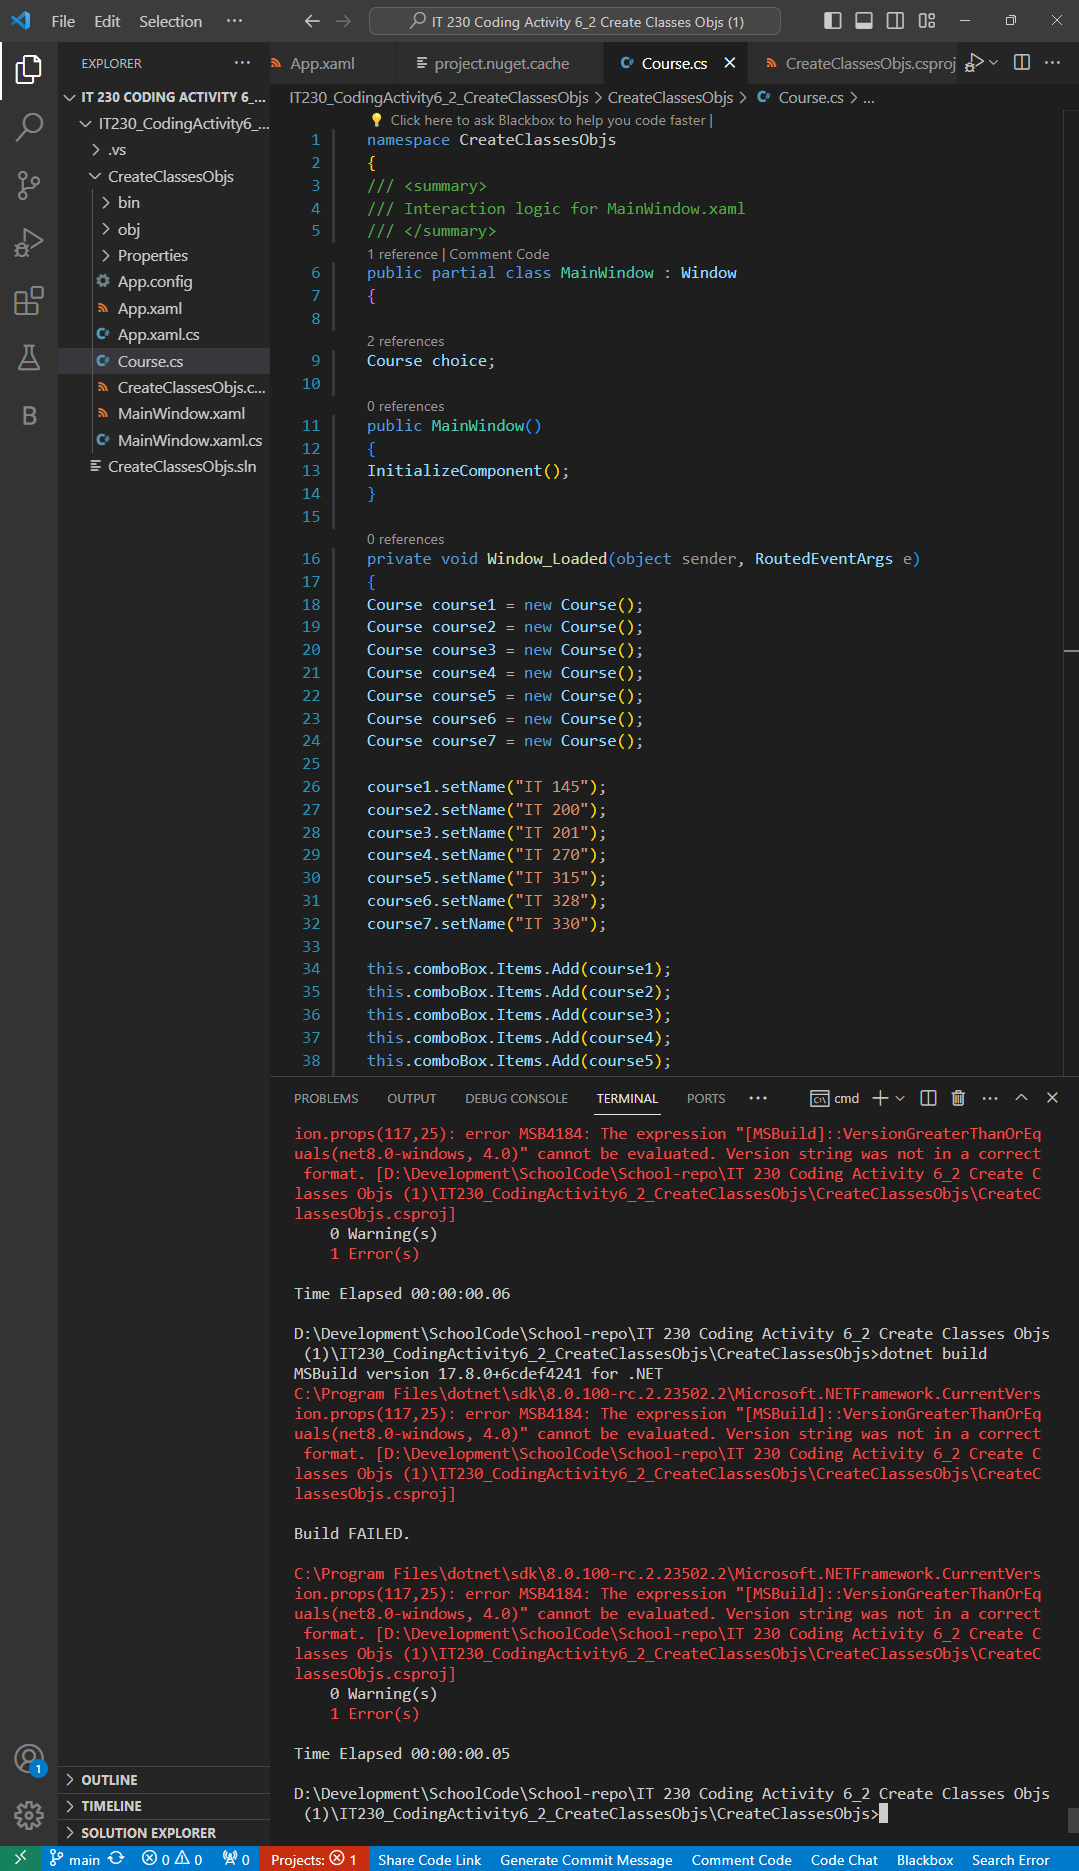 File Edit Selection ··· IT 230 Coding Activity 6_2 Create Classes Objs (1)
EXPLORER ···
App.xaml project.nuget.cache Course.cs CreateClassesObjs.csproj ···
IT230_CodingActivity6_2_CreateClassesObjs > CreateClassesObjs > Course.cs > ...
IT 230 CODING ACTIVITY 6_...
IT230_CodingActivity6_...
.vs
CreateClassesObjs
bin
obj
Properties
App.config
App.xaml
App.xaml.cs
Course.cs
CreateClassesObjs.c...
MainWindow.xaml
MainWindow.xaml.cs
CreateClassesObjs.sln
B
Click here to ask Blackbox to help you code faster |
1 namespace CreateClassesObjs
2 {
3 /// <summary>
4 /// Interaction logic for MainWindow.xaml
5 /// </summary>
1 reference | Comment Code
6 public partial class MainWindow : Window
7 {
8
2 references
9 Course choice;
10
0 references
11 public MainWindow()
12 {
13 InitializeComponent();
14 }
15
0 references
16 private void Window_Loaded(object sender, RoutedEventArgs e)
17 {
18 Course course1 = new Course();
19 Course course2 = new Course();
20 Course course3 = new Course();
21 Course course4 = new Course();
22 Course course5 = new Course();
23 Course course6 = new Course();
24 Course course7 = new Course();
25
26 course1.setName("IT 145");
27 course2.setName("IT 200");
28 course3.setName("IT 201");
29 course4.setName("IT 270");
30 course5.setName("IT 315");
31 course6.setName("IT 328");
32 course7.setName("IT 330");
33
34 this.comboBox.Items.Add(course1);
35 this.comboBox.Items.Add(course2);
36 this.comboBox.Items.Add(course3);
37 this.comboBox.Items.Add(course4);
38 this.comboBox.Items.Add(course5);
PROBLEMS OUTPUT DEBUG CONSOLE TERMINAL PORTS ··· cmd ···
ion.props(117,25): error MSB4184: The expression "[MSBuild]::VersionGreaterThanOrEq
uals(net8.0-windows, 4.0)" cannot be evaluated. Version string was not in a correct
format. [D:\Development\SchoolCode\School-repo\IT 230 Coding Activity 6_2 Create C
lasses Objs (1)\IT230_CodingActivity6_2_CreateClassesObjs\CreateClassesObjs\CreateC
lassesObjs.csproj]
0 Warning(s)
1 Error(s)
Time Elapsed 00:00:00.06
D:\Development\SchoolCode\School-repo\IT 230 Coding Activity 6_2 Create Classes Objs
(1)\IT230_CodingActivity6_2_CreateClassesObjs\CreateClassesObjs>dotnet build
MSBuild version 17.8.0+6cdef4241 for .NET
C:\Program Files\dotnet\sdk\8.0.100-rc.2.23502.2\Microsoft.NETFramework.CurrentVers
ion.props(117,25): error MSB4184: The expression "[MSBuild]::VersionGreaterThanOrEq
uals(net8.0-windows, 4.0)" cannot be evaluated. Version string was not in a correct
format. [D:\Development\SchoolCode\School-repo\IT 230 Coding Activity 6_2 Create C
lasses Objs (1)\IT230_CodingActivity6_2_CreateClassesObjs\CreateClassesObjs\CreateC
lassesObjs.csproj]
Build FAILED.
C:\Program Files\dotnet\sdk\8.0.100-rc.2.23502.2\Microsoft.NETFramework.CurrentVers
ion.props(117,25): error MSB4184: The expression "[MSBuild]::VersionGreaterThanOrEq
uals(net8.0-windows, 4.0)" cannot be evaluated. Version string was not in a correct
format. [D:\Development\SchoolCode\School-repo\IT 230 Coding Activity 6_2 Create C
lasses Objs (1)\IT230_CodingActivity6_2_CreateClassesObjs\CreateClassesObjs\CreateC
lassesObjs.csproj]
0 Warning(s)
1 Error(s)
Time Elapsed 00:00:00.05
D:\Development\SchoolCode\School-repo\IT 230 Coding Activity 6_2 Create Classes Objs
(1)\IT230_CodingActivity6_2_CreateClassesObjs\CreateClassesObjs>
1
OUTLINE
TIMELINE
SOLUTION EXPLORER
main 0 0 0 Projects: 1 Share Code Link Generate Commit Message Comment Code Code Chat Blackbox Search Error